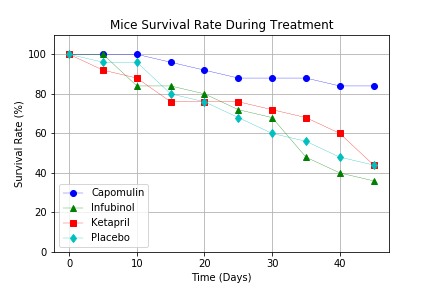 Mice Survival Rate During Treatment
100
80
60
40
20
0
Survival Rate (%)
Capomulin
Infubinol
Ketapril
Placebo
0 10 20 30 40
Time (Days)